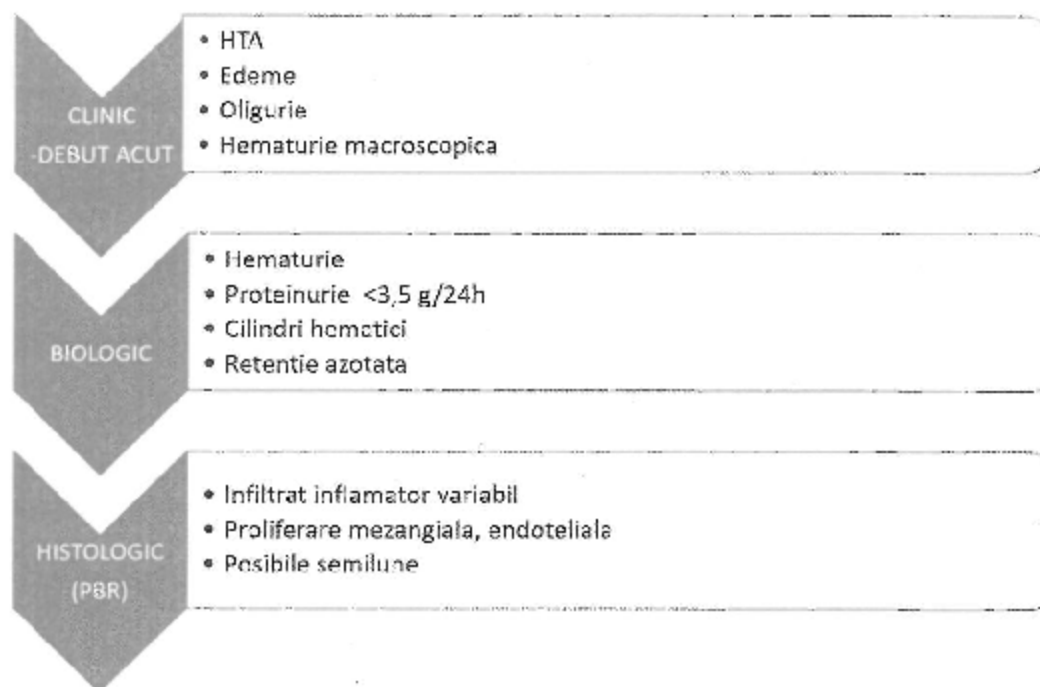 CLINIC
-DEBUT ACUT
• HTA
• Edeme
• Oligurie
• Hematurie macroscopica
BIOLOGIC
• Hematurie
• Proteinurie <3,5 g/24h
• Cilindri hematici
• Retentie azotata
HISTOLOGIC
(PBR)
• Infiltrat inflamator variabil
• Proliferare mezangiala, endoteliala
• Posibile semilune